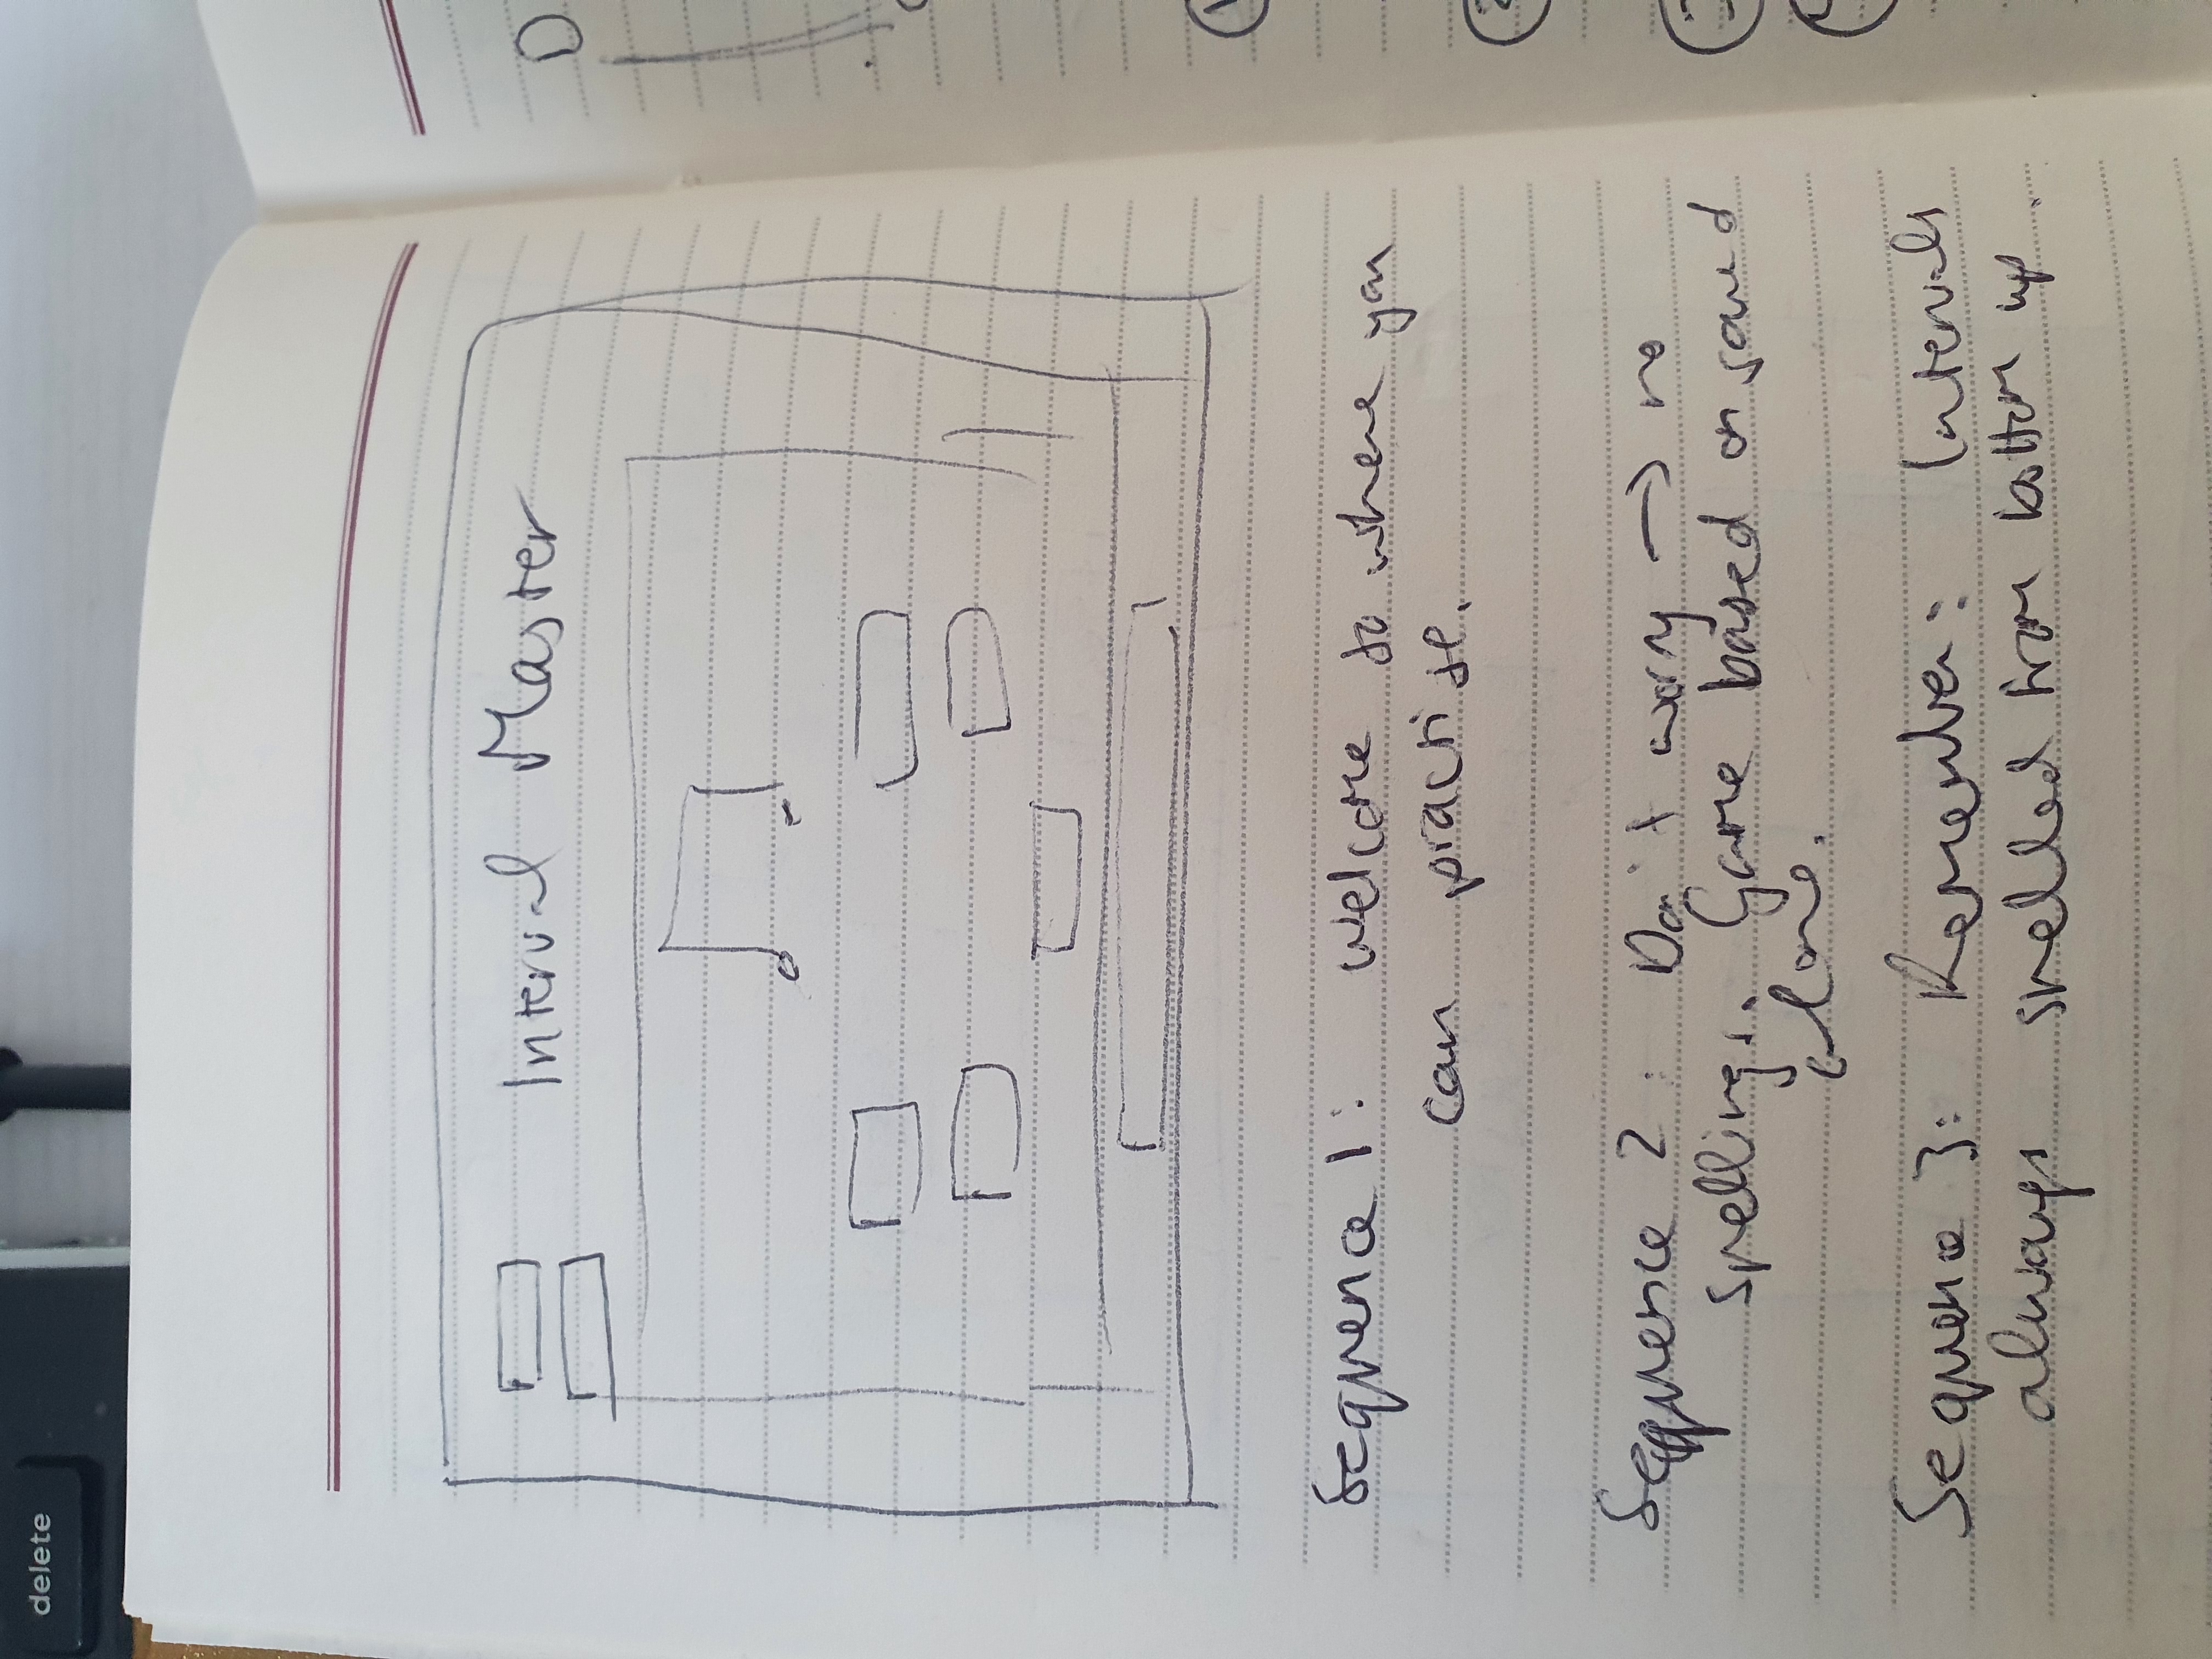 delete
Interval Master
D
Sequence 1: Welcome to where you
can practise.
Sequence 2: Don't worry → no
spellings. Game based on sound
alone.
Sequence 3: Remember: Intervals
always spelled from bottom up.